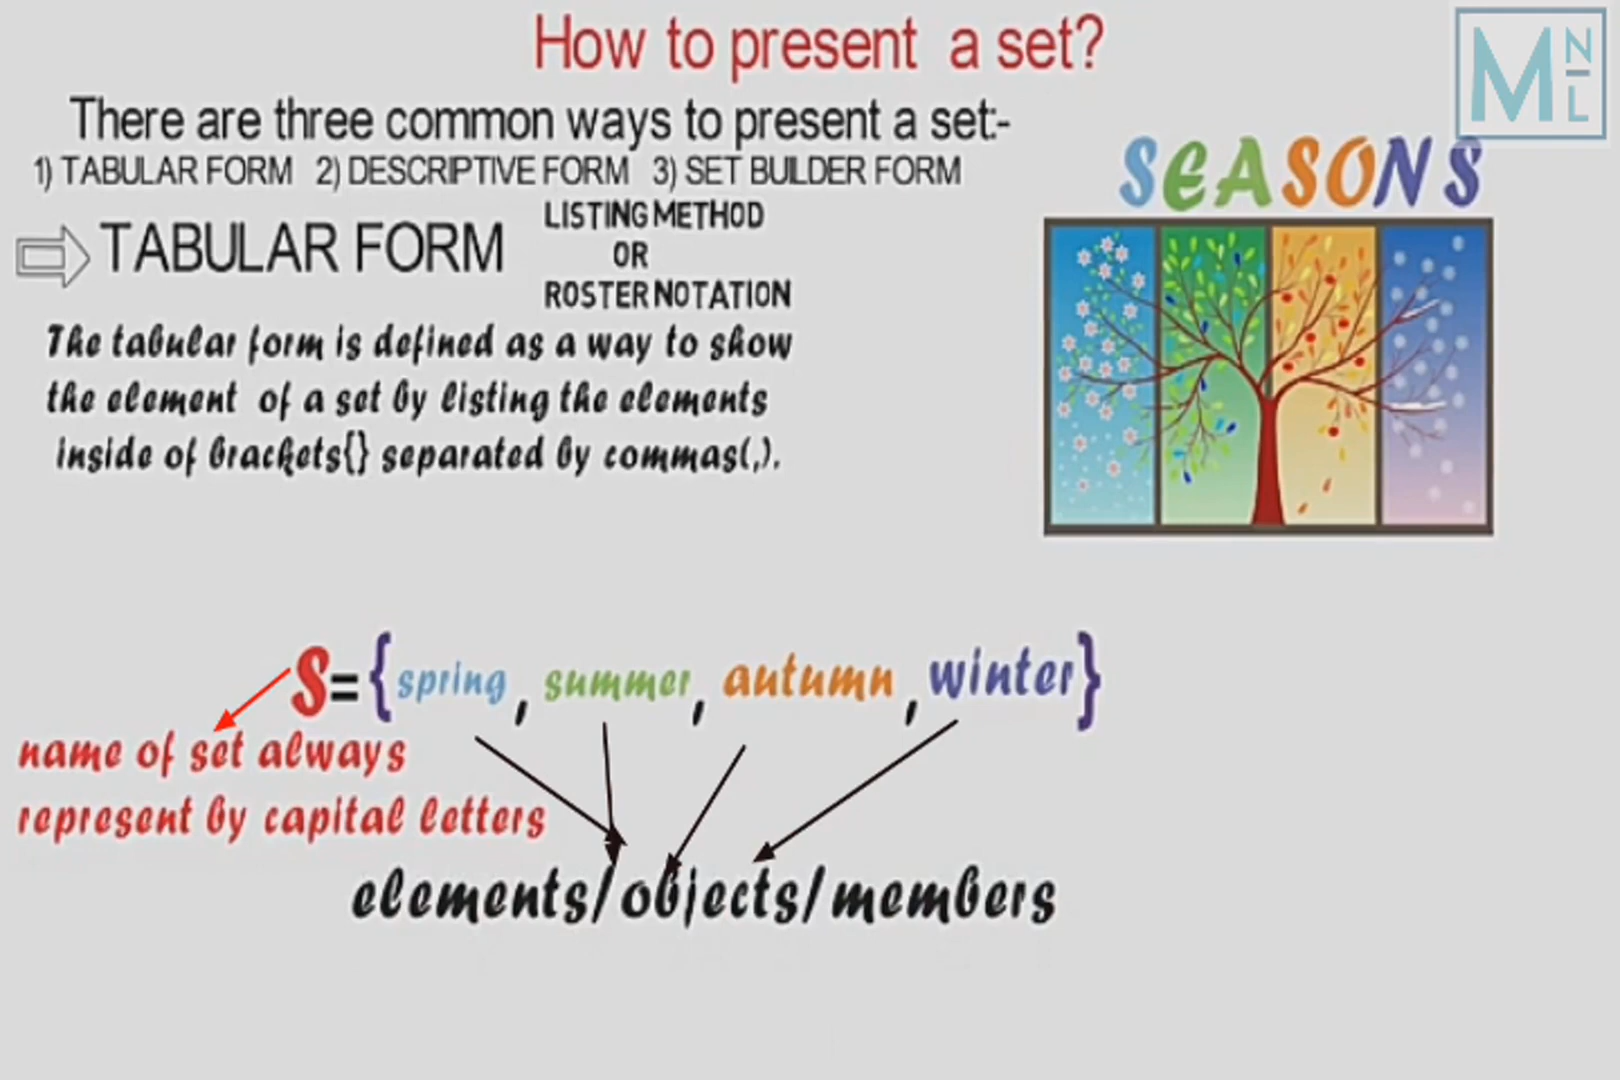 How to present a set?
There are three common ways to present a set:-
1) TABULAR FORM 2) DESCRIPTIVE FORM 3) SET BUILDER FORM
TABULAR FORM
LISTING METHOD
OR
ROSTER NOTATION
The tabular form is defined as a way to show
the element of a set by listing the elements
inside of brackets{} separated by commas(,).
MNL
SEASONS
S={spring, summer, autumn, winter}
name of set always
represent by capital letters
elements/objects/members